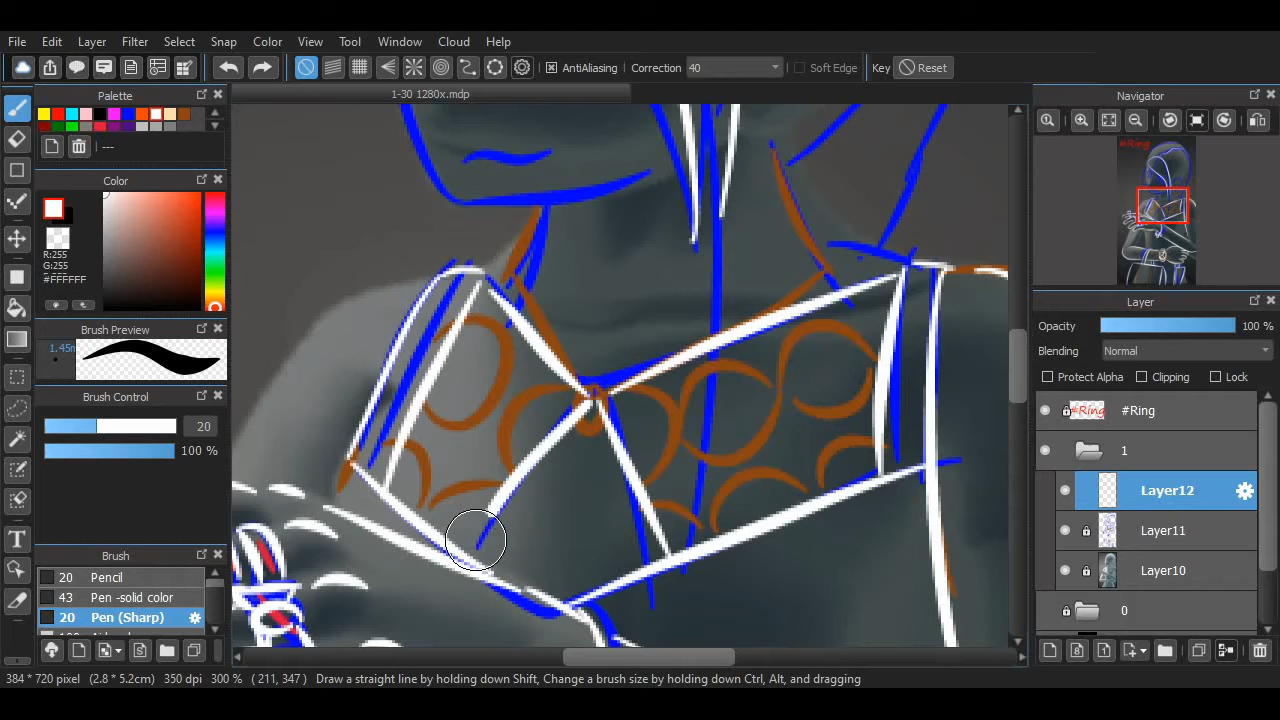 File Edit Layer Filter Select Snap Color View Tool Window Cloud Help
AntiAliasing Correction 40 Soft Edge Key Reset
Palette
1-30 1280x.mdp
Navigator
---
Color
#Ring
R:255
G:255
#FFFFFF
Layer
Brush Preview
Opacity 100 %
1.45
Blending Normal
Protect Alpha Clipping Lock
Brush Control
#Ring #Ring
20
100 %
1
Layer12
Layer11
Brush
Layer10
20 Pencil
43 Pen -solid color
20 Pen (Sharp)
0
384 * 720 pixel (2.8 * 5.2cm) 350 dpi 300 % ( 211, 347 ) Draw a straight line by holding down Shift, Change a brush size by holding down Ctrl, Alt, and dragging